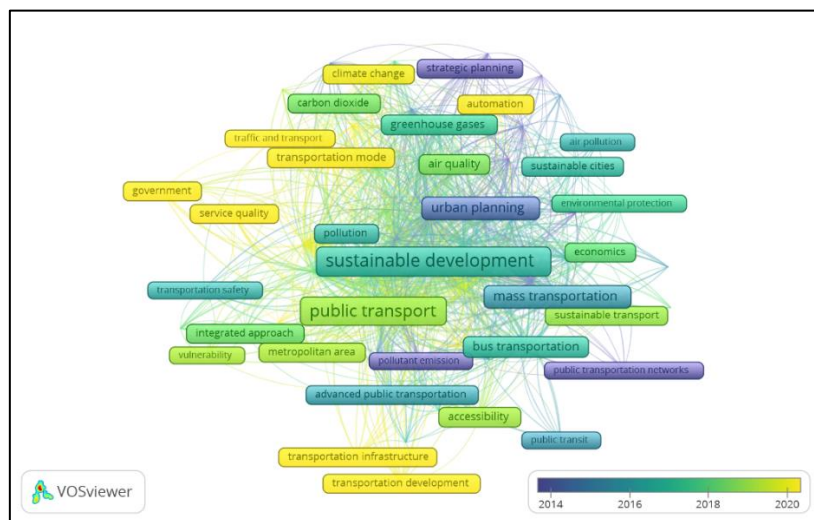 climate change
strategic planning
carbon dioxide
automation
greenhouse gases
traffic and transport
air pollution
transportation mode
air quality
sustainable cities
government
service quality
urban planning
environmental protection
pollution
sustainable development
economics
transportation safety
mass transportation
public transport
sustainable transport
integrated approach
vulnerability
metropolitan area
pollutant emission
bus transportation
public transportation networks
advanced public transportation
accessibility
public transit
transportation infrastructure
transportation development
VOSviewer
2014 2016 2018 2020